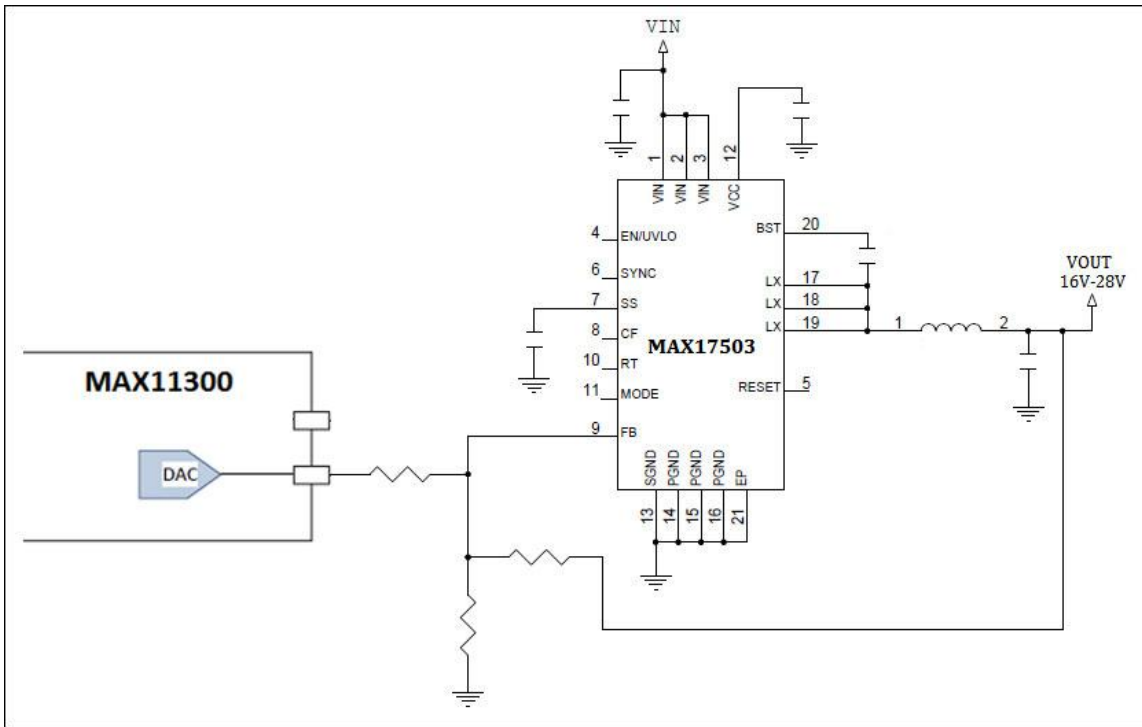 VIN
1
2
3
12
VIN
VIN
VIN
VCC
4 EN/UVLO
BST 20
6 SYNC
7 SS
LX 17
VOUT
16V-28V
8 CF
LX 18
LX 19
1 2
MAX17503
10 RT
11 MODE
RESET 5
MAX11300
9 FB
DAC
SGND
PGND
PGND
PGND
EP
13
14
15
16
21